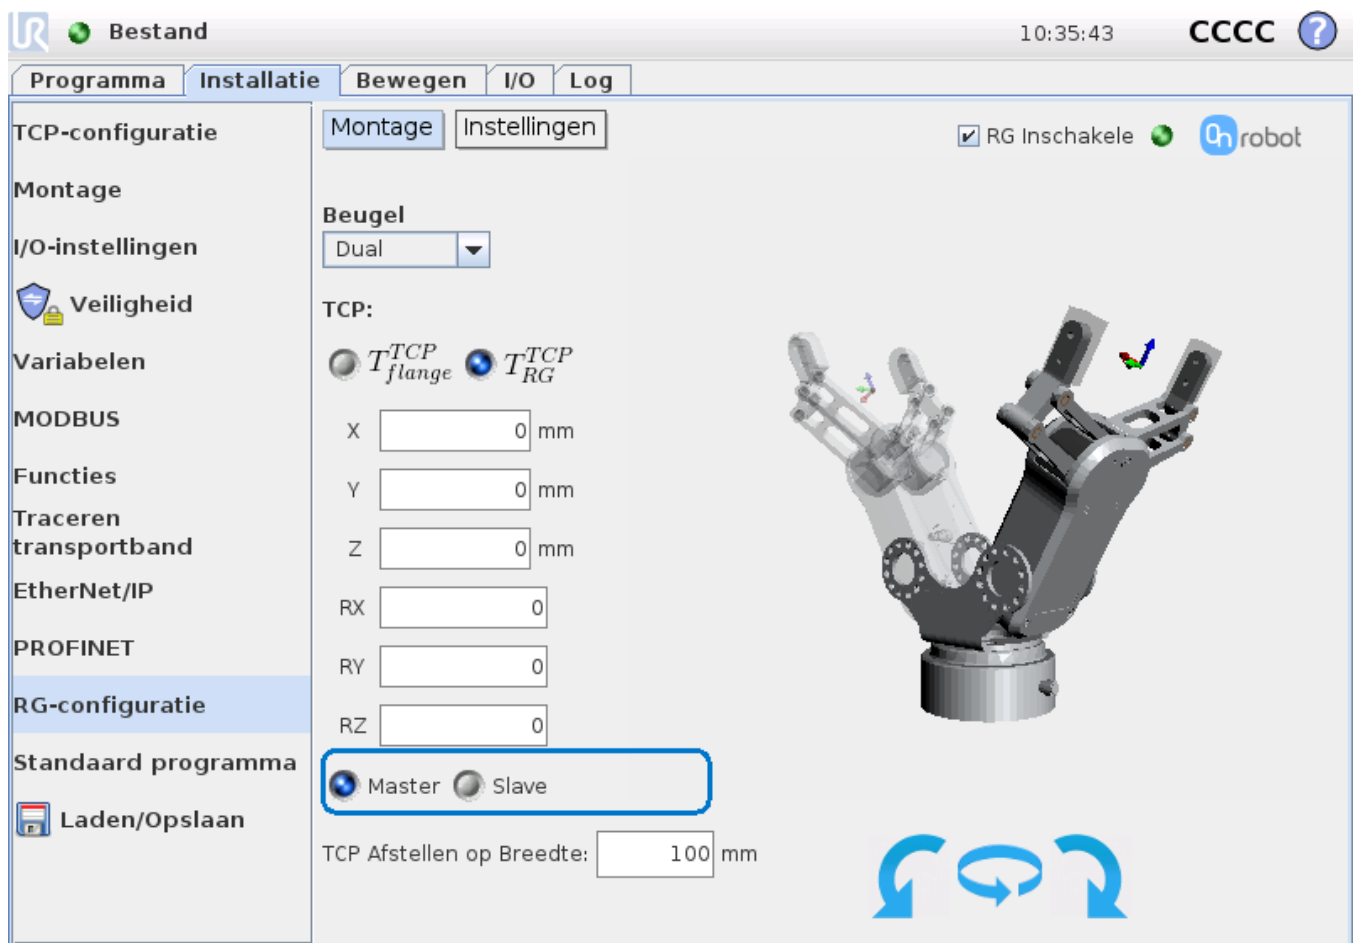 Bestand
10:35:43
CCCC
?
Programma
Installatie
Bewegen
I/O
Log
TCP-configuratie
Montage
I/O-instellingen
Veiligheid
Variabelen
MODBUS
Functies
Traceren
transportband
EtherNet/IP
PROFINET
RG-configuratie
Standaard programma
Laden/Opslaan
Montage
Instellingen
RG Inschakele
On robot
Beugel
Dual
TCP:
T TCP flange
T TCP RG
X 0 mm
Y 0 mm
Z 0 mm
RX 0
RY 0
RZ 0
Master
Slave
TCP Afstellen op Breedte: 100 mm